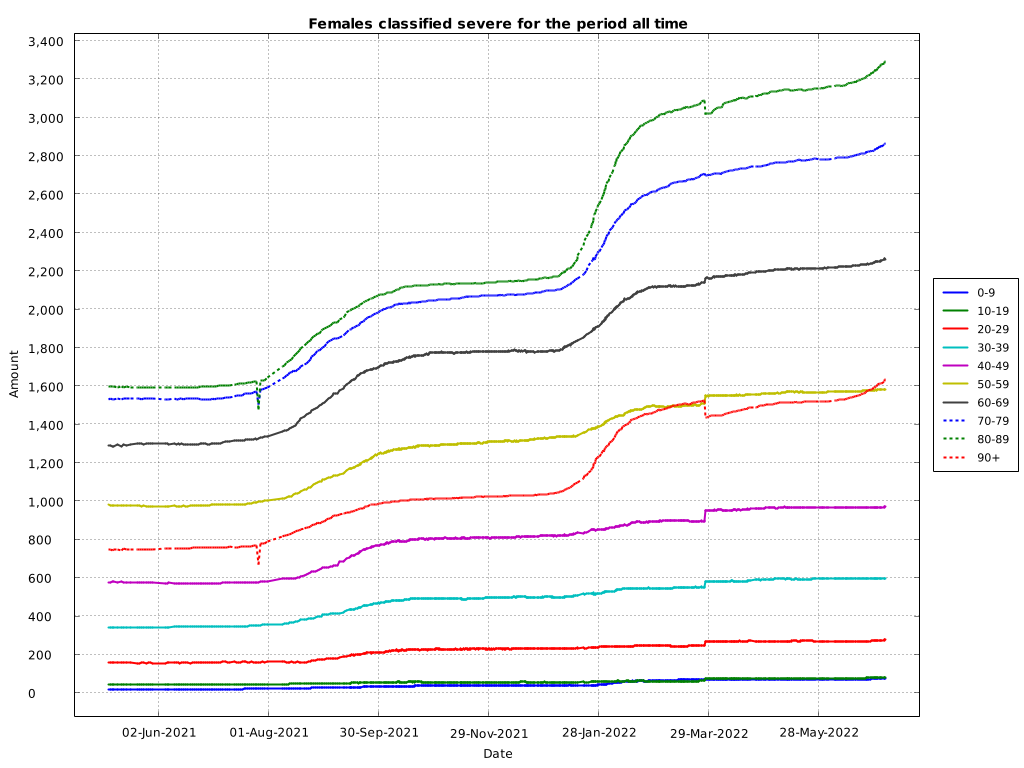 Females classified severe for the period all time
3,400
3,200
3,000
2,800
2,600
2,400
2,200
2,000
1,800
1,600
1,400
1,200
1,000
800
600
400
200
0
Amount
02-Jun-2021
01-Aug-2021
30-Sep-2021
29-Nov-2021
28-Jan-2022
29-Mar-2022
28-May-2022
Date
0-9
10-19
20-29
30-39
40-49
50-59
60-69
70-79
80-89
90+